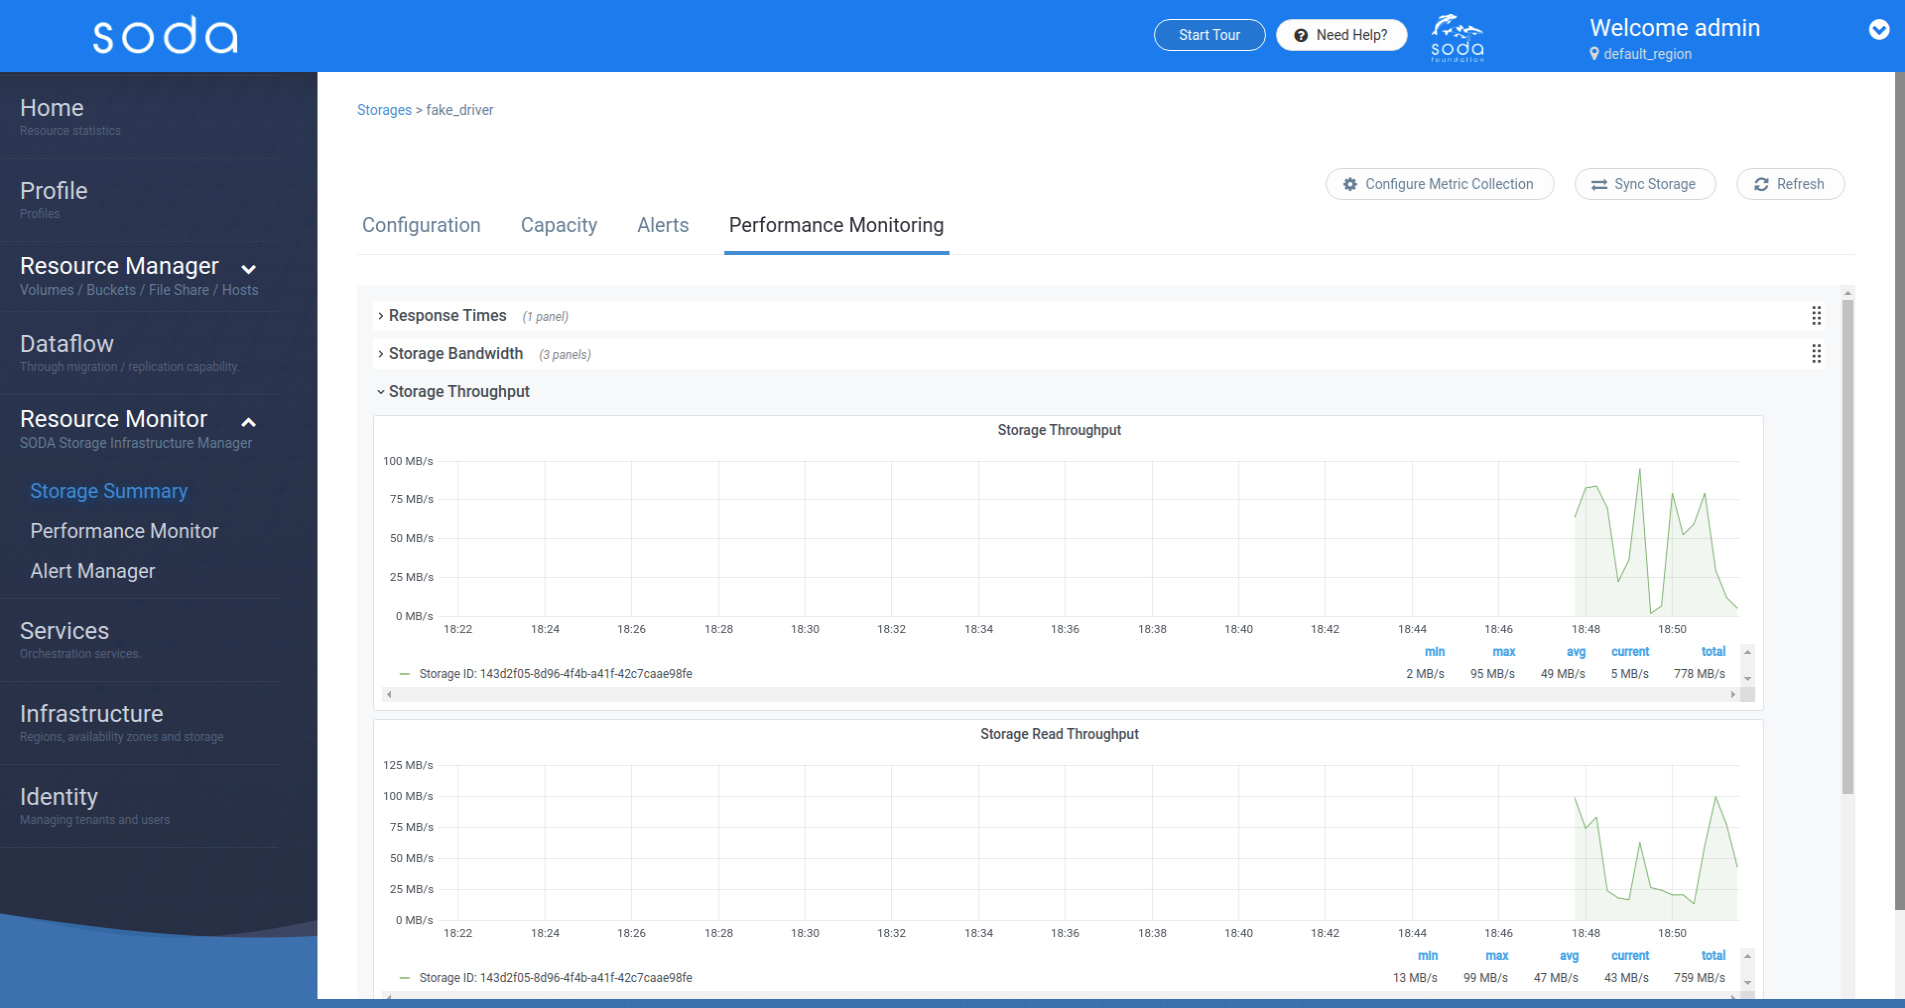 soda
Start Tour
Need Help?
soda
foundation
Welcome admin
default_region
Home
Resource statistics
Profile
Profiles
Resource Manager
Volumes / Buckets / File Share / Hosts
Dataflow
Through migration / replication capability.
Resource Monitor
SODA Storage Infrastructure Manager
Storage Summary
Performance Monitor
Alert Manager
Services
Orchestration services.
Infrastructure
Regions, availability zones and storage
Identity
Managing tenants and users
Storages > fake_driver
Configure Metric Collection
Sync Storage
Refresh
Configuration Capacity Alerts Performance Monitoring
Response Times (1 panel)
Storage Bandwidth (3 panels)
Storage Throughput
Storage Throughput
100 MB/s
75 MB/s
50 MB/s
25 MB/s
0 MB/s
18:22 18:24 18:26 18:28 18:30 18:32 18:34 18:36 18:38 18:40 18:42 18:44 18:46 18:48 18:50
min max avg current total
Storage ID: 143d2f05-8d96-4f4b-a41f-42c7caae98fe 2 MB/s 95 MB/s 49 MB/s 5 MB/s 778 MB/s
Storage Read Throughput
125 MB/s
100 MB/s
75 MB/s
50 MB/s
25 MB/s
0 MB/s
18:22 18:24 18:26 18:28 18:30 18:32 18:34 18:36 18:38 18:40 18:42 18:44 18:46 18:48 18:50
min max avg current total
Storage ID: 143d2f05-8d96-4f4b-a41f-42c7caae98fe 13 MB/s 99 MB/s 47 MB/s 43 MB/s 759 MB/s